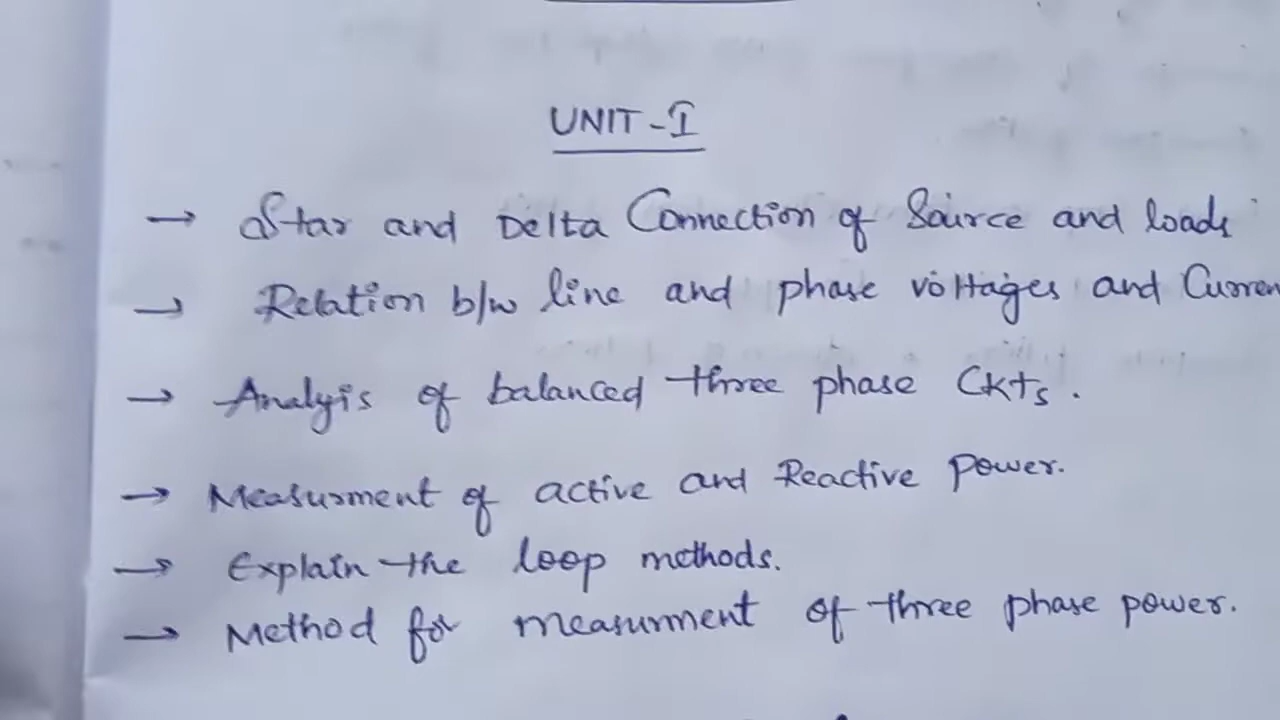 UNIT-I
→ Star and Delta Connection of Source and loads
→ Relation b/w line and phase voltages and Curren
→ Analyis of balanced three phase Ckts.
→ Measurment of active and Reactive power.
→ Explain the loop methods.
→ Method for measurment of three phase power.